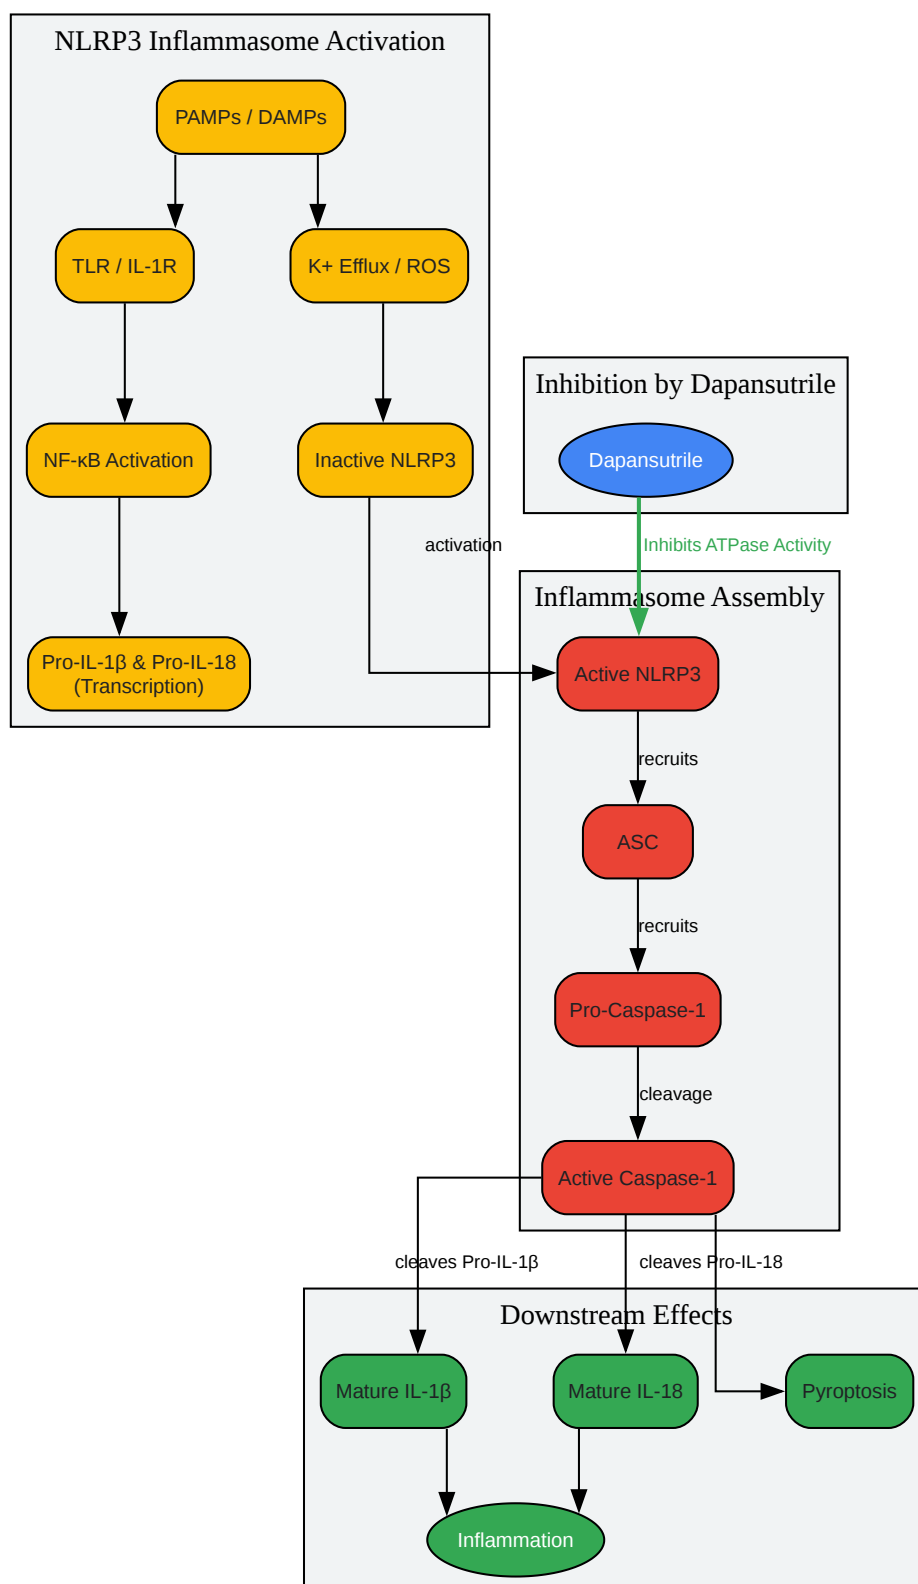 NLRP3 Inflammasome Activation
PAMPs / DAMPs
TLR / IL-1R
K+ Efflux / ROS
Inhibition by Dapansutrile
NF-κB Activation
Inactive NLRP3
Dapansutrile
activation
Inhibits ATPase Activity
Inflammasome Assembly
Pro-IL-1β & Pro-IL-18
(Transcription)
Active NLRP3
recruits
ASC
recruits
Pro-Caspase-1
cleavage
Active Caspase-1
cleaves Pro-IL-1β
cleaves Pro-IL-18
Downstream Effects
Mature IL-1β
Mature IL-18
Pyroptosis
Inflammation